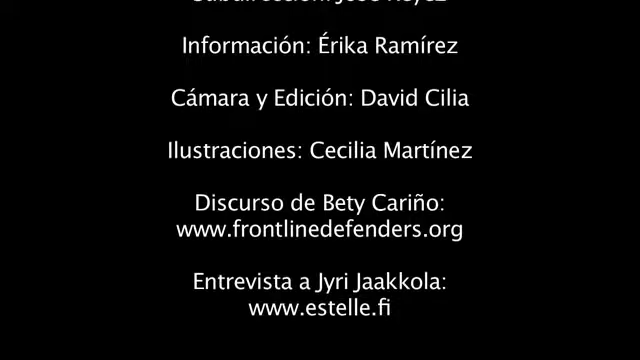 Información: Érika Ramírez
Cámara y Edición: David Cilia
Ilustraciones: Cecilia Martínez
Discurso de Bety Cariño:
www.frontlinedefenders.org
Entrevista a Jyri Jaakkola:
www.estelle.fi